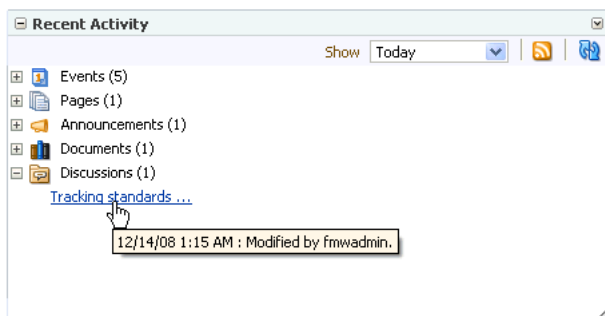 Recent Activity
Show Today
Events (5)
Pages (1)
Announcements (1)
Documents (1)
Discussions (1)
Tracking standards ...
12/14/08 1:15 AM : Modified by fmwadmin.